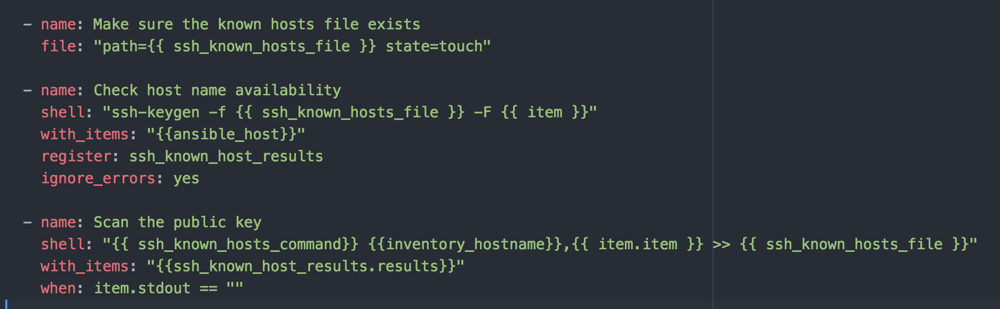 - name: Make sure the known hosts file exists
  file: "path={{ ssh_known_hosts_file }} state=touch"

- name: Check host name availability
  shell: "ssh-keygen -f {{ ssh_known_hosts_file }} -F {{ item }}"
  with_items: "{{ansible_host}}"
  register: ssh_known_host_results
  ignore_errors: yes

- name: Scan the public key
  shell: "{{ ssh_known_hosts_command}} {{inventory_hostname}},{{ item.item }} >> {{ ssh_known_hosts_file }}"
  with_items: "{{ssh_known_host_results.results}}"
  when: item.stdout == ""